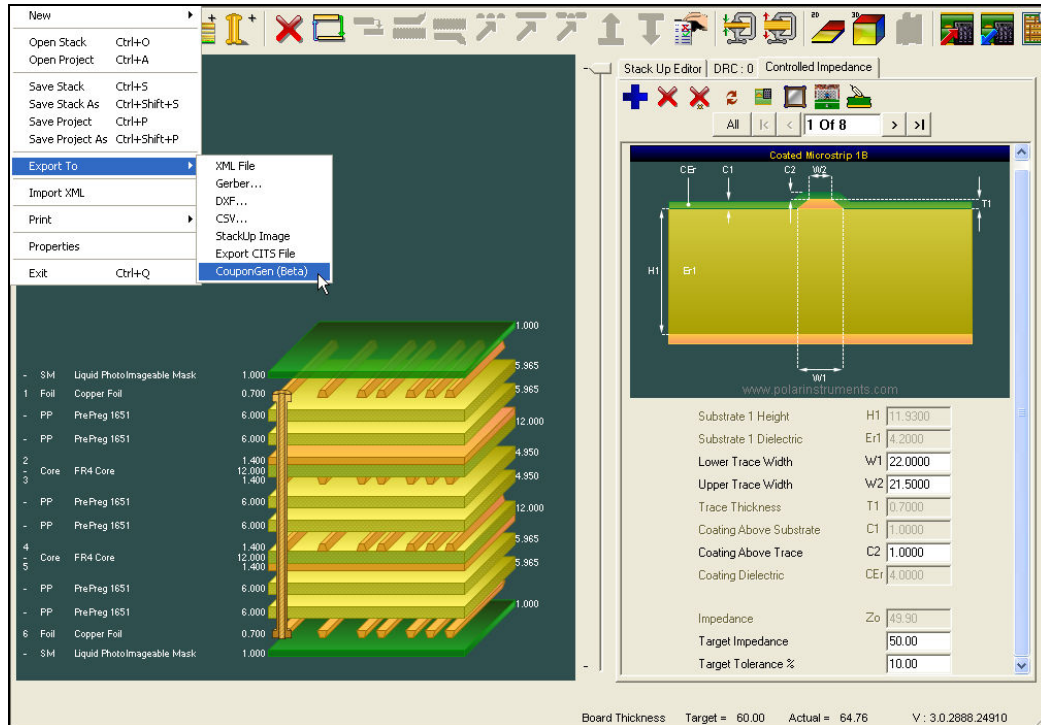 New
Open Stack Ctrl+O
Open Project Ctrl+A
Save Stack Ctrl+S
Save Stack As Ctrl+Shift+S
Save Project Ctrl+P
Save Project As Ctrl+Shift+P
Export To
Import XML
Print
Properties
Exit Ctrl+Q
XML File
Gerber...
DXF...
CSV...
StackUp Image
Export CITS File
CouponGen (Beta)
2D 3D
Stack Up Editor DRC : 0 Controlled Impedance
All |< < 1 Of 8 > >|
Coated Microstrip 1B
CEr C1 C2 W2
T1
H1 Er1
W1
www.polarinstruments.com
Substrate 1 Height H1 11.9300
Substrate 1 Dielectric Er1 4.2000
Lower Trace Width W1 22.0000
Upper Trace Width W2 21.5000
Trace Thickness T1 0.7000
Coating Above Substrate C1 1.0000
Coating Above Trace C2 1.0000
Coating Dielectric CEr 4.0000
Impedance Zo 49.90
Target Impedance 50.00
Target Tolerance % 10.00
- SM Liquid PhotoImageable Mask 1.000
1 Foil Copper Foil 0.700
- PP PrePreg 1651 6.000
- PP PrePreg 1651 6.000
2 1.400
- Core FR4 Core 12.000
3 1.400
- PP PrePreg 1651 6.000
- PP PrePreg 1651 6.000
4 1.400
- Core FR4 Core 12.000
5 1.400
- PP PrePreg 1651 6.000
- PP PrePreg 1651 6.000
6 Foil Copper Foil 0.700
- SM Liquid PhotoImageable Mask 1.000
1.000
5.965
5.965
12.000
4.950
4.950
12.000
5.965
5.965
1.000
Board Thickness Target = 60.00 Actual = 64.76 V : 3.0.2888.24910